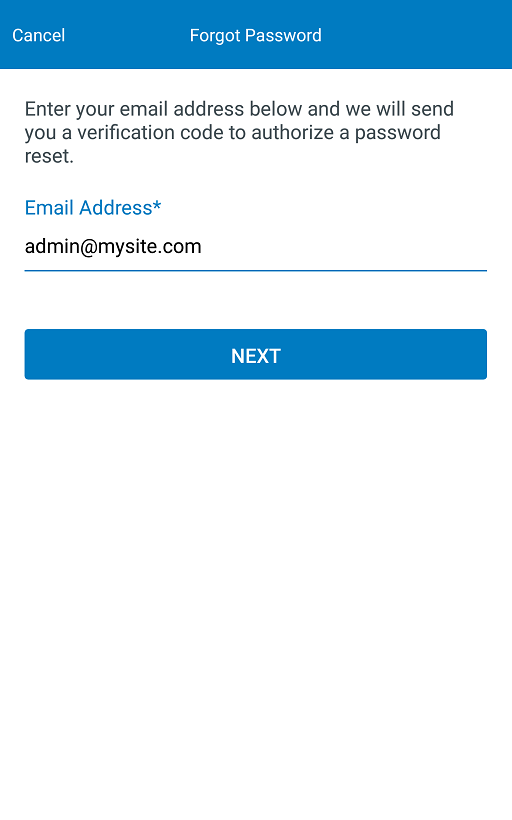 Cancel
Forgot Password
Enter your email address below and we will send
you a verification code to authorize a password
reset.
Email Address*
admin@mysite.com
NEXT